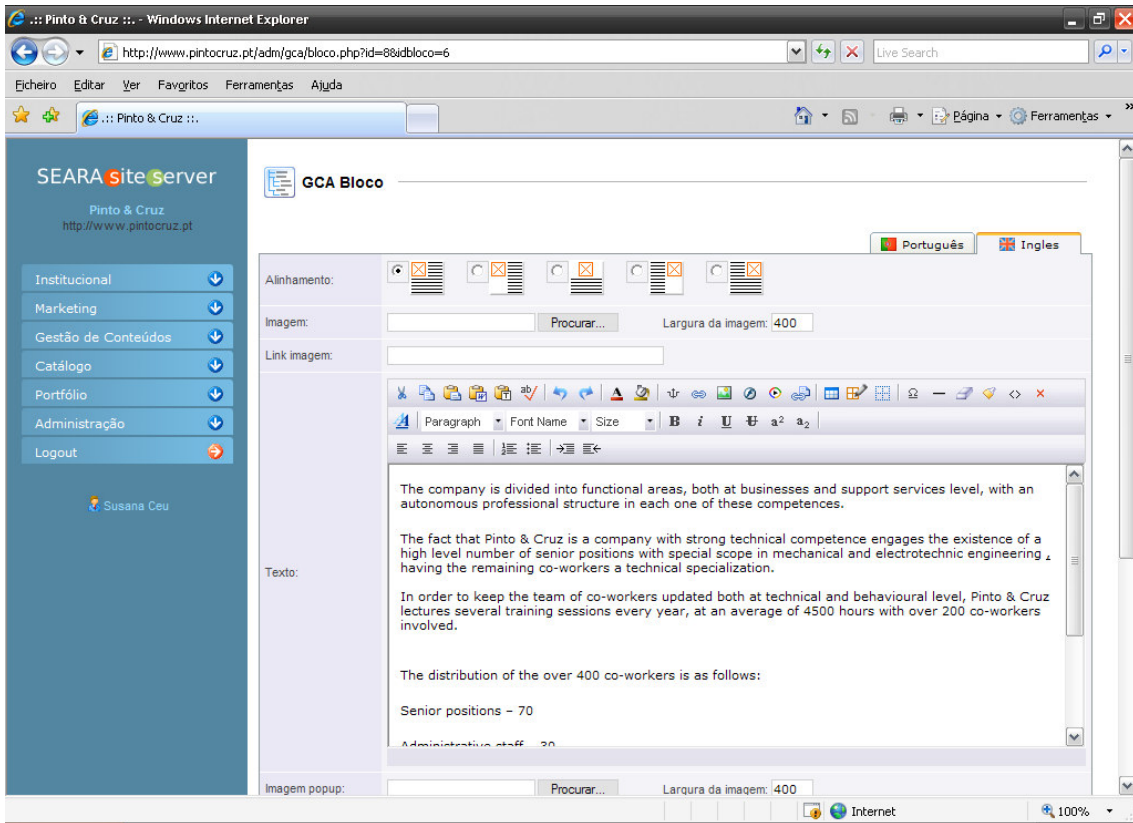 .:: Pinto & Cruz ::. - Windows Internet Explorer
http://www.pintocruz.pt/adm/gca/bloco.php?id=8&idbloco=6
Live Search
Ficheiro Editar Ver Favoritos Ferramentas Ajuda
.:: Pinto & Cruz ::.
Página Ferramentas
SEARA site server
Pinto & Cruz
http://www.pintocruz.pt
Institucional
Marketing
Gestão de Conteúdos
Catálogo
Portfólio
Administração
Logout
Susana Ceu
GCA Bloco
Português Ingles
Alinhamento:
Imagem: Procurar... Largura da imagem: 400
Link imagem:
Paragraph Font Name Size B i U a² a₂
Texto:
The company is divided into functional areas, both at businesses and support services level, with an
autonomous professional structure in each one of these competences.
The fact that Pinto & Cruz is a company with strong technical competence engages the existence of a
high level number of senior positions with special scope in mechanical and electrotechnic engineering ,
having the remaining co-workers a technical specialization.
In order to keep the team of co-workers updated both at technical and behavioural level, Pinto & Cruz
lectures several training sessions every year, at an average of 4500 hours with over 200 co-workers
involved.
The distribution of the over 400 co-workers is as follows:
Senior positions – 70
Administrative staff – 30
Imagem popup: Procurar... Largura da imagem: 400
Internet 100%